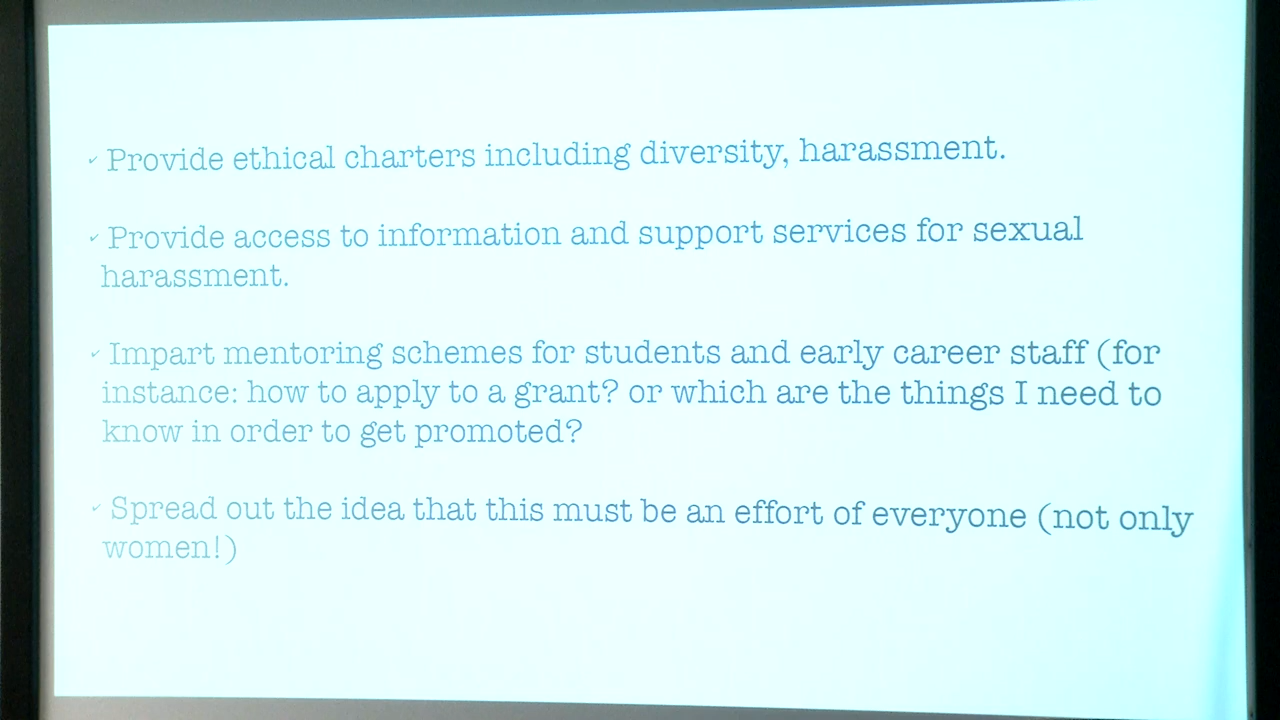 ✓ Provide ethical charters including diversity, harassment.
✓ Provide access to information and support services for sexual
harassment.
✓ Impart mentoring schemes for students and early career staff (for
instance: how to apply to a grant? or which are the things I need to
know in order to get promoted?
✓ Spread out the idea that this must be an effort of everyone (not only
women!)